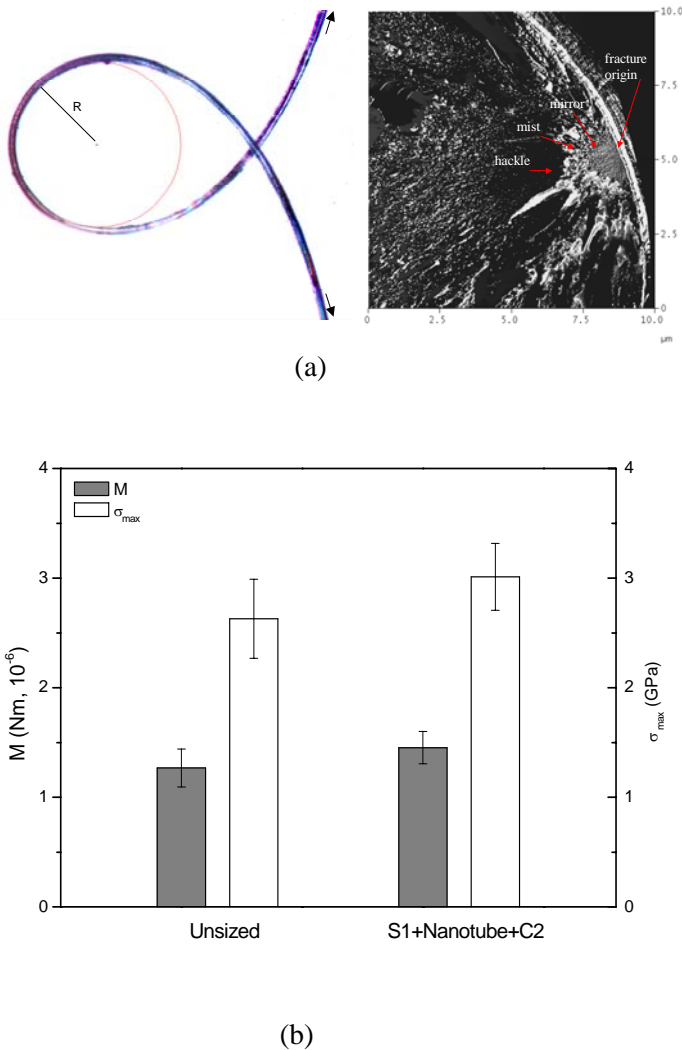 R
fracture
origin
mirror
mist
hackle
10.0
7.5
5.0
2.5
0
0
2.5
5.0
7.5
10.0
µm
(a)
M
σmax
4
3
2
1
0
M (Nm, 10-6)
4
3
2
1
0
σmax (GPa)
Unsized
S1+Nanotube+C2
(b)